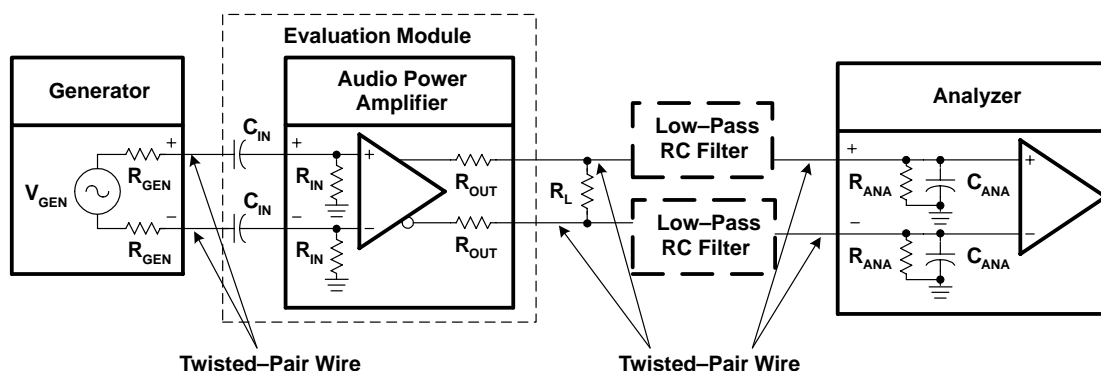 Evaluation Module
Generator
Audio Power
Amplifier
Analyzer
Low–Pass
RC Filter
Low–Pass
RC Filter
V_GEN
R_GEN
R_GEN
+
−
C_IN
C_IN
+
−
R_IN
R_IN
+
−
R_OUT
R_OUT
R_L
+
−
R_ANA
C_ANA
R_ANA
C_ANA
+
−
Twisted–Pair Wire
Twisted–Pair Wire